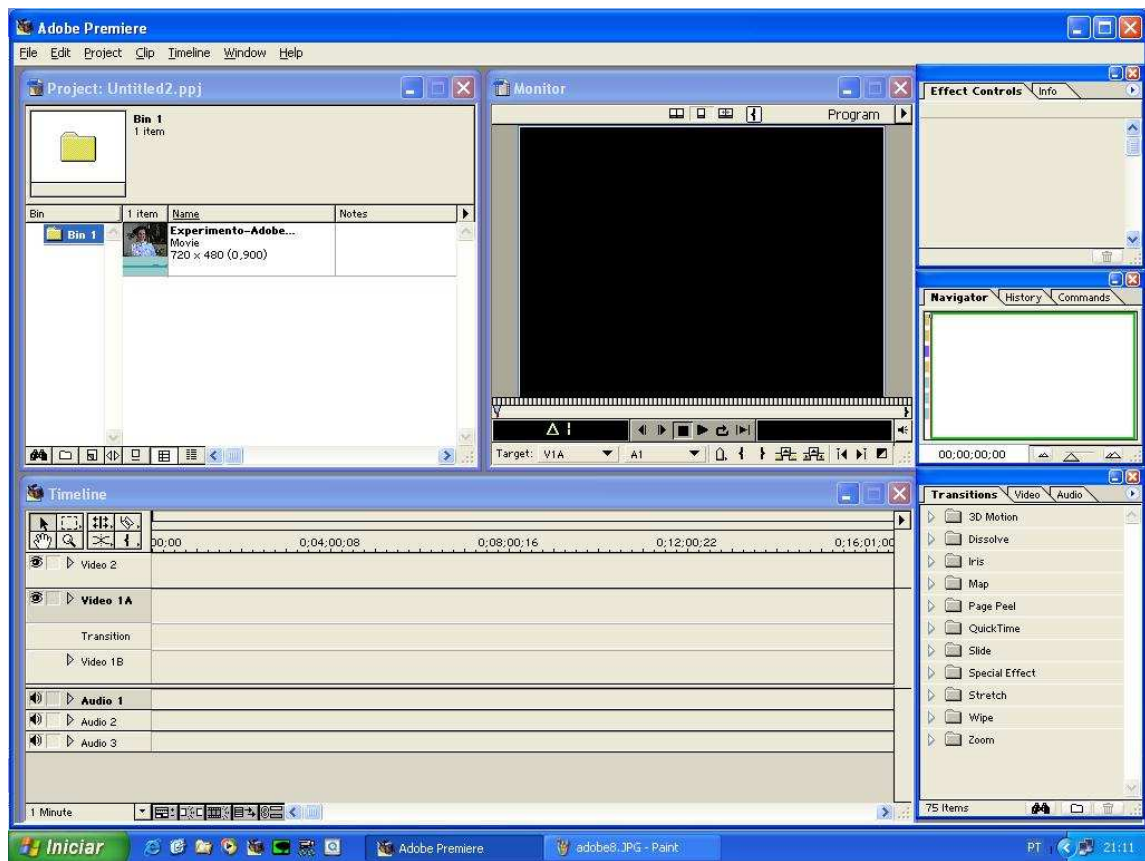 Adobe Premiere
File Edit Project Clip Timeline Window Help
Project: Untitled2.ppj
Bin 1
1 item
Bin 1 item Name Notes
Bin 1
Experimento-Adobe...
Movie
720 x 480 (0,900)
Monitor
Program
Target: V1A A1
Effect Controls Info
Navigator History Commands
00;00;00;00
Timeline
00;00 0;04;00;08 0;08;00;16 0;12;00;22 0;16;01;00
Video 2
Video 1A
Transition
Video 1B
Audio 1
Audio 2
Audio 3
1 Minute
Transitions Video Audio
3D Motion
Dissolve
Iris
Map
Page Peel
QuickTime
Slide
Special Effect
Stretch
Wipe
Zoom
75 Items
Iniciar Adobe Premiere adobe8.JPG - Paint PT 21:11